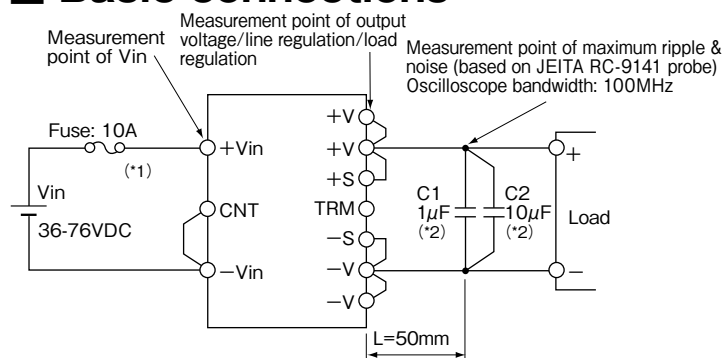 ■ Basic connections
Measurement point of output
voltage/line regulation/load
regulation
Measurement
point of Vin
Measurement point of maximum ripple &
noise (based on JEITA RC-9141 probe)
Oscilloscope bandwidth: 100MHz
Fuse: 10A
(*1)
Vin
36-76VDC
+Vin
CNT
−Vin
+V
+V
+S
TRM
−S
−V
−V
C1
1μF
(*2)
C2
10μF
(*2)
+
Load
−
L=50mm